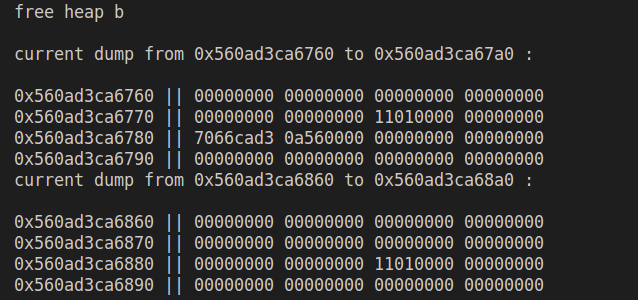 free heap b
current dump from 0x560ad3ca6760 to 0x560ad3ca67a0 :
0x560ad3ca6760 || 00000000 00000000 00000000 00000000
0x560ad3ca6770 || 00000000 00000000 11010000 00000000
0x560ad3ca6780 || 7066cad3 0a560000 00000000 00000000
0x560ad3ca6790 || 00000000 00000000 00000000 00000000
current dump from 0x560ad3ca6860 to 0x560ad3ca68a0 :
0x560ad3ca6860 || 00000000 00000000 00000000 00000000
0x560ad3ca6870 || 00000000 00000000 00000000 00000000
0x560ad3ca6880 || 00000000 00000000 11010000 00000000
0x560ad3ca6890 || 00000000 00000000 00000000 00000000